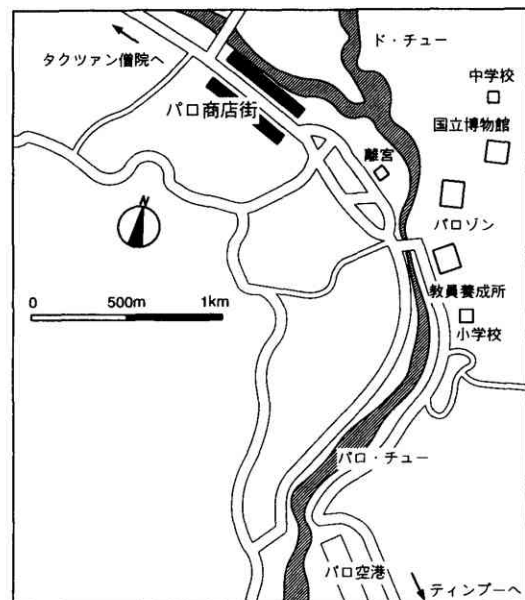 ド・チュー
タクツァン僧院へ
中学校
パロ商店街
国立博物館
離宮
N
パロゾン
0 500m 1km
教員養成所
小学校
パロ・チュー
パロ空港
ティンプーへ